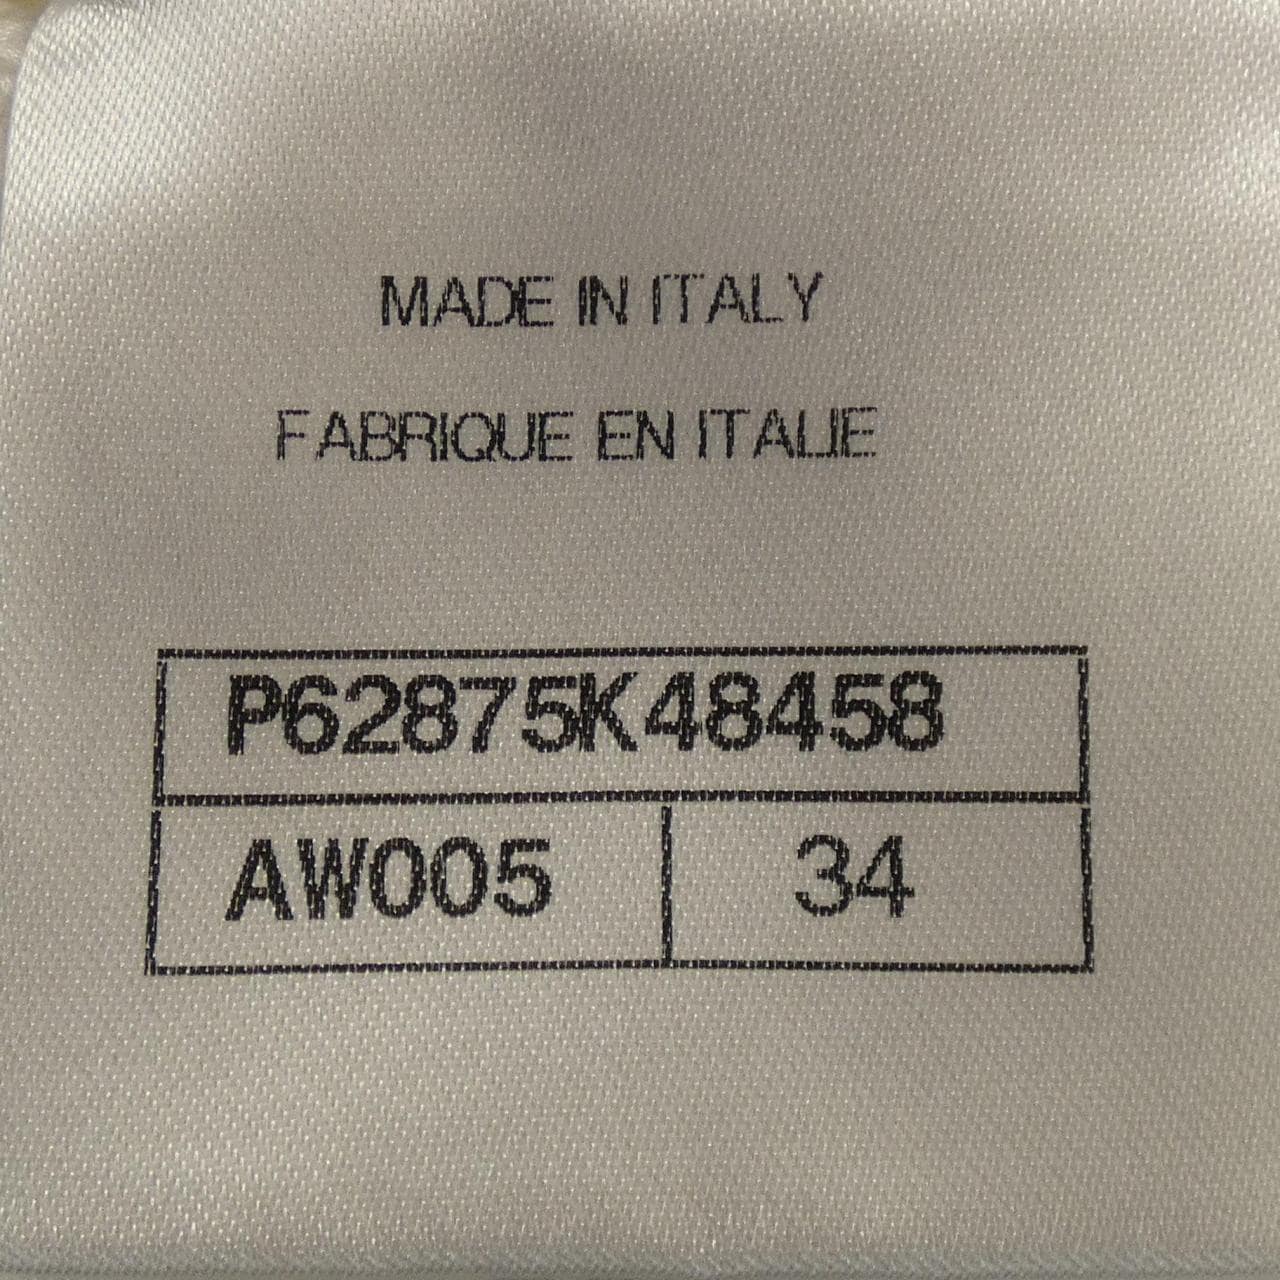 MADE IN ITALY
FABRIQUE EN ITALIE
P62875K48458
AW005 34